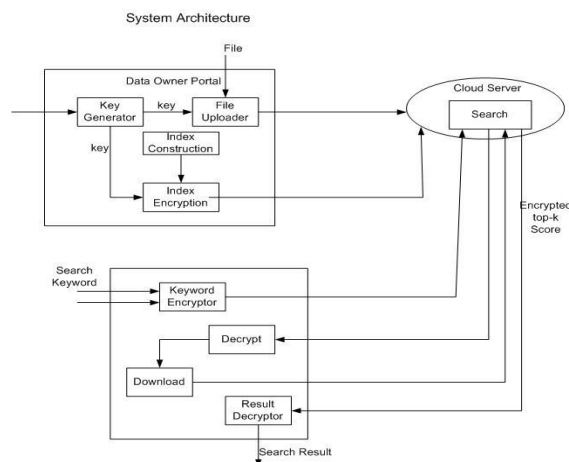 System Architecture
File
Data Owner Portal
Cloud Server
Key
Generator
key
File
Uploader
Search
Index
Construction
key
Index
Encryption
Encrypted
top-k
Score
Search
Keyword
Keyword
Encryptor
Decrypt
Download
Result
Decryptor
Search Result